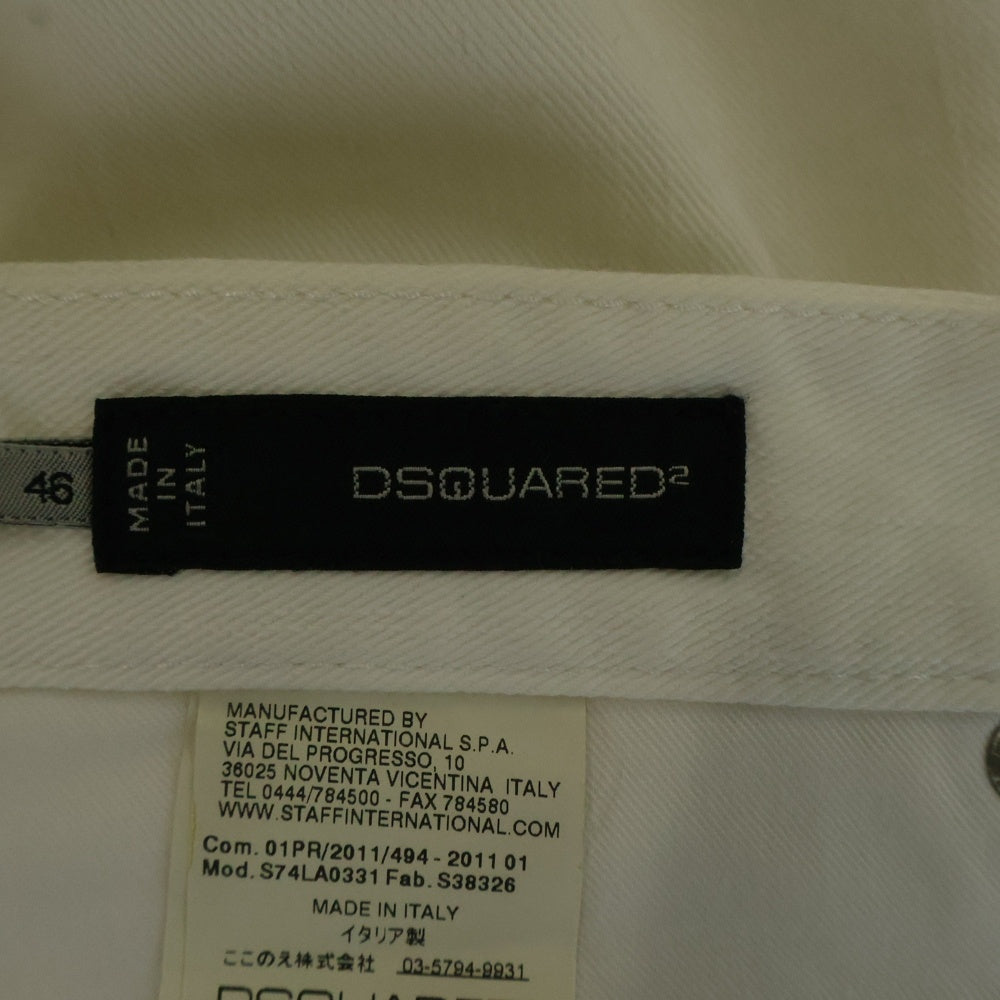 46
MADE
IN
ITALY
DSQUARED²
MANUFACTURED BY
STAFF INTERNATIONAL S.P.A.
VIA DEL PROGRESSO, 10
36025 NOVENTA VICENTINA ITALY
TEL 0444/784500 - FAX 784580
WWW.STAFFINTERNATIONAL.COM
Com. 01PR/2011/494 - 2011 01
Mod. S74LA0331 Fab. S38326
MADE IN ITALY
イタリア製
ここのえ株式会社 03-5794-9931
DSQUARED